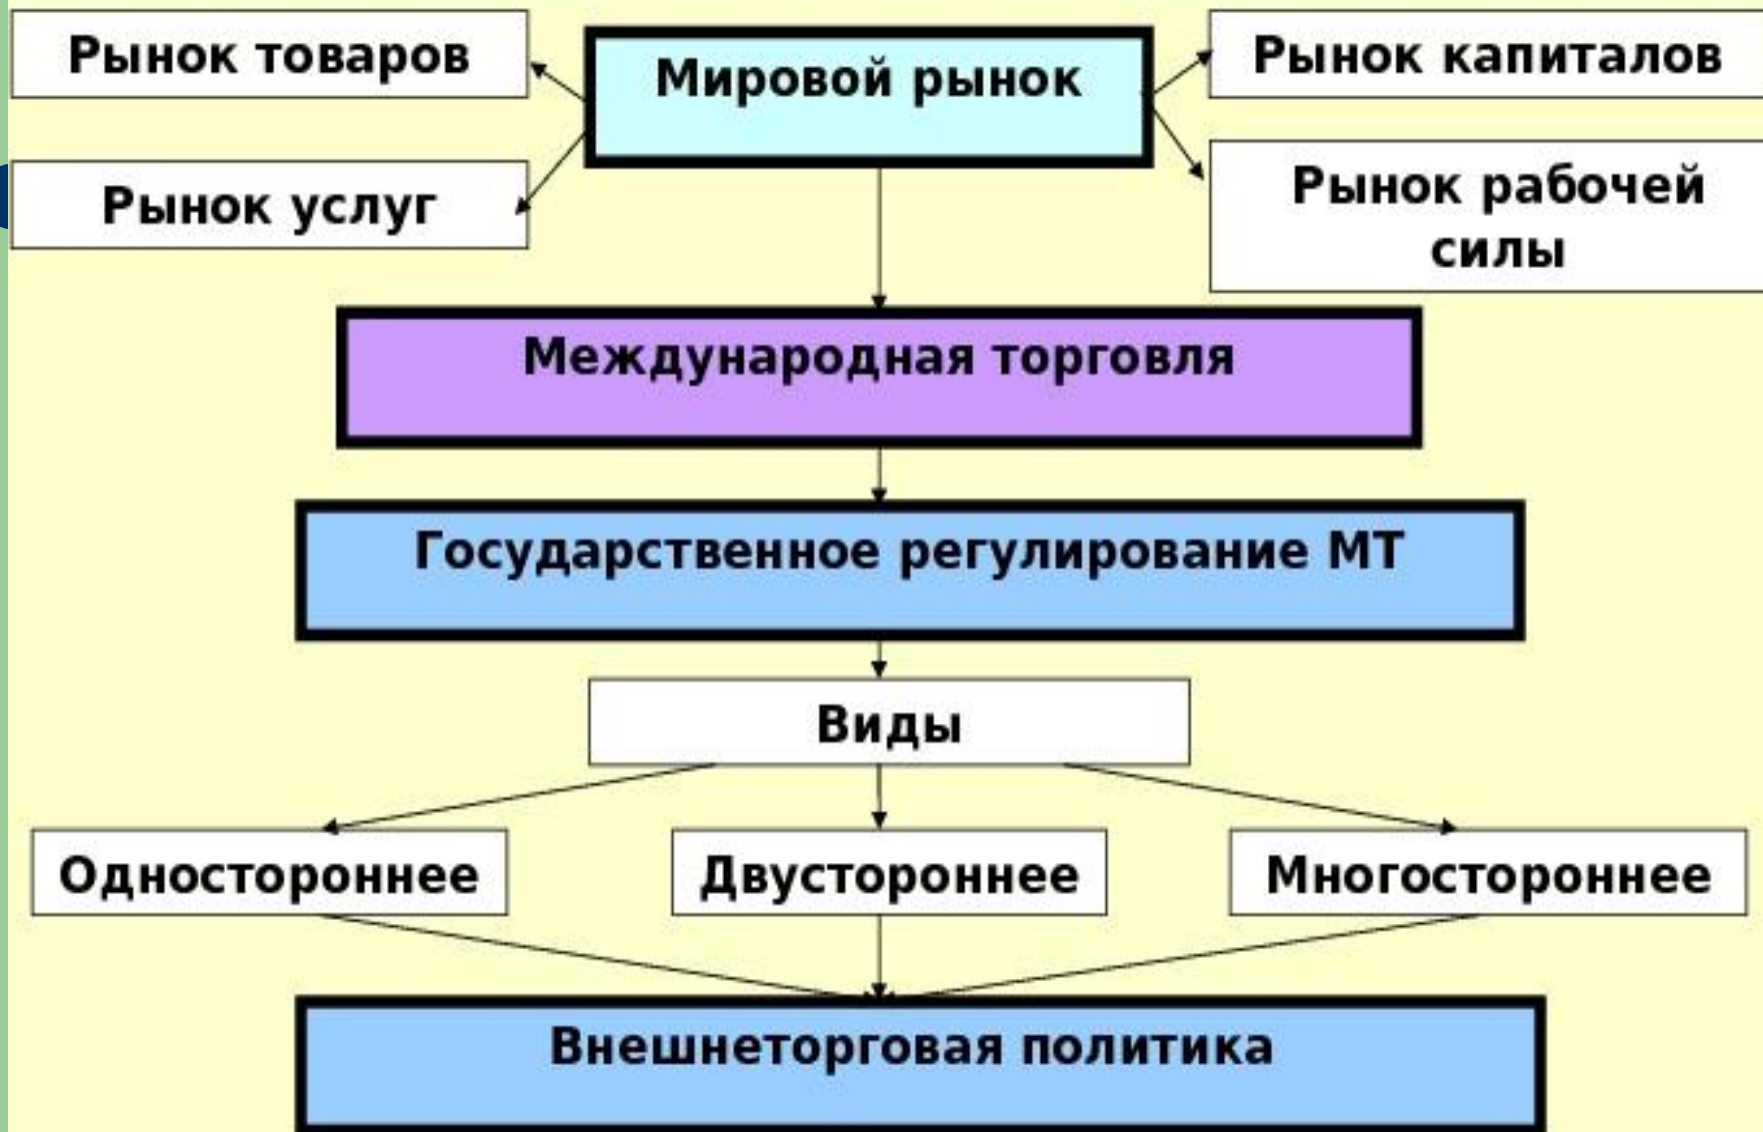 Рынок товаров
Мировой рынок
Рынок капиталов
Рынок услуг
Рынок рабочей
силы
Международная торговля
Государственное регулирование МТ
Виды
Одностороннее
Двустороннее
Многостороннее
Внешнеторговая политика